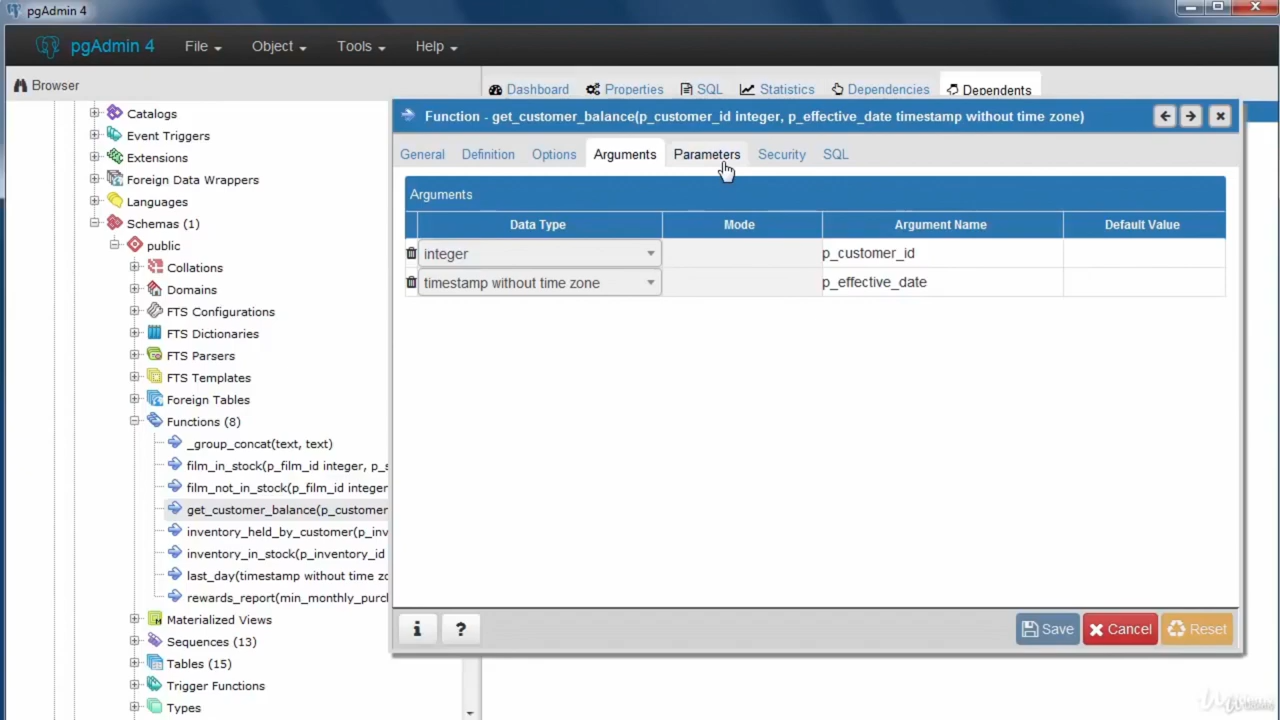 pgAdmin 4
pgAdmin 4 File Object Tools Help
Browser
Dashboard Properties SQL Statistics Dependencies Dependents
Catalogs
Event Triggers
Extensions
Foreign Data Wrappers
Languages
Schemas (1)
public
Collations
Domains
FTS Configurations
FTS Dictionaries
FTS Parsers
FTS Templates
Foreign Tables
Functions (8)
_group_concat(text, text)
film_in_stock(p_film_id integer, p_s
film_not_in_stock(p_film_id integer
get_customer_balance(p_customer
inventory_held_by_customer(p_inv
inventory_in_stock(p_inventory_id
last_day(timestamp without time zo
rewards_report(min_monthly_purc
Materialized Views
Sequences (13)
Tables (15)
Trigger Functions
Types
Function - get_customer_balance(p_customer_id integer, p_effective_date timestamp without time zone)
General Definition Options Arguments Parameters Security SQL
Arguments
Data Type Mode Argument Name Default Value
integer p_customer_id
timestamp without time zone p_effective_date
i ? Save Cancel Reset